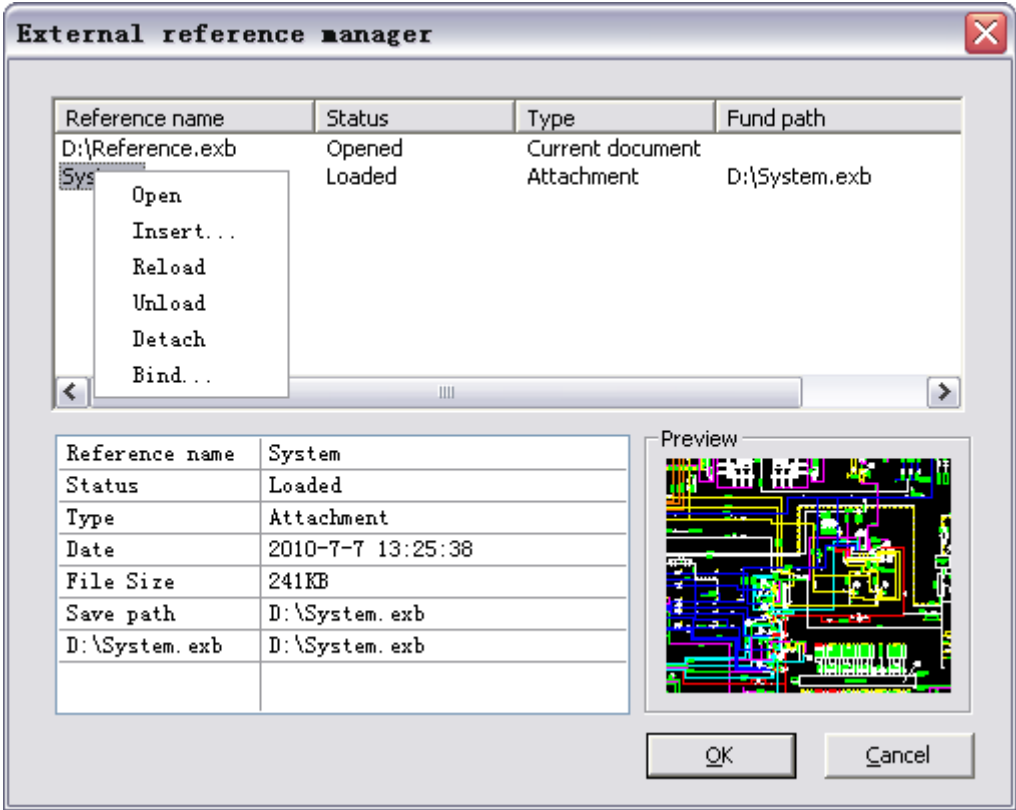 External reference manager
Reference name Status Type Fund path
D:\Reference.exb Opened Current document
Loaded Attachment D:\System.exb
Open
Insert...
Reload
Unload
Detach
Bind...
Preview
Reference name System
Status Loaded
Type Attachment
Date 2010-7-7 13:25:38
File Size 241KB
Save path D:\System.exb
D:\System.exb D:\System.exb
OK Cancel